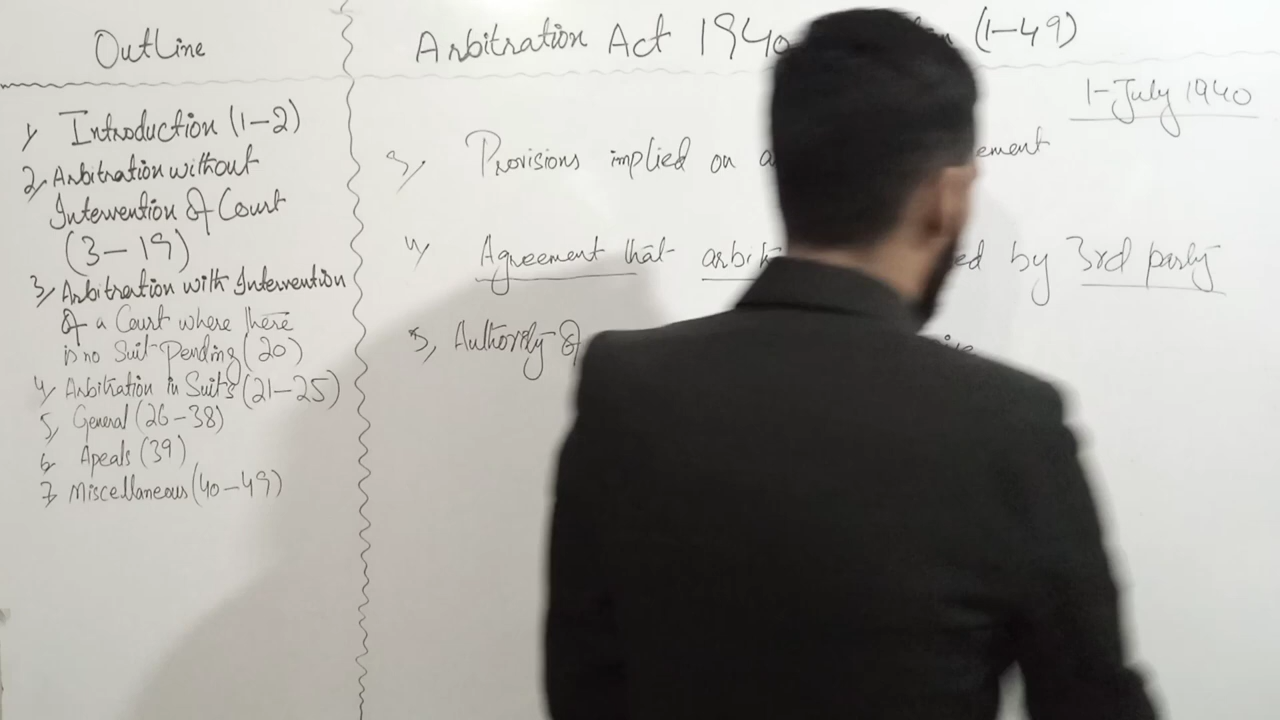 Outline
1, Introduction (1-2)
2, Arbitration without
Intervention Of Court
(3-19)
3, Arbitration with Intervention
Of a Court where there
is no Suit pending (20)
4, Arbitration in Suits (21-25)
5, General (26-38)
6, Apeals (39)
7, Miscellaneous (40-49)
Arbitration Act 1940 (1-49)
1-July 1940
3, Provisions implied on
4, Agreement that by 3rd party
5, Authority Of